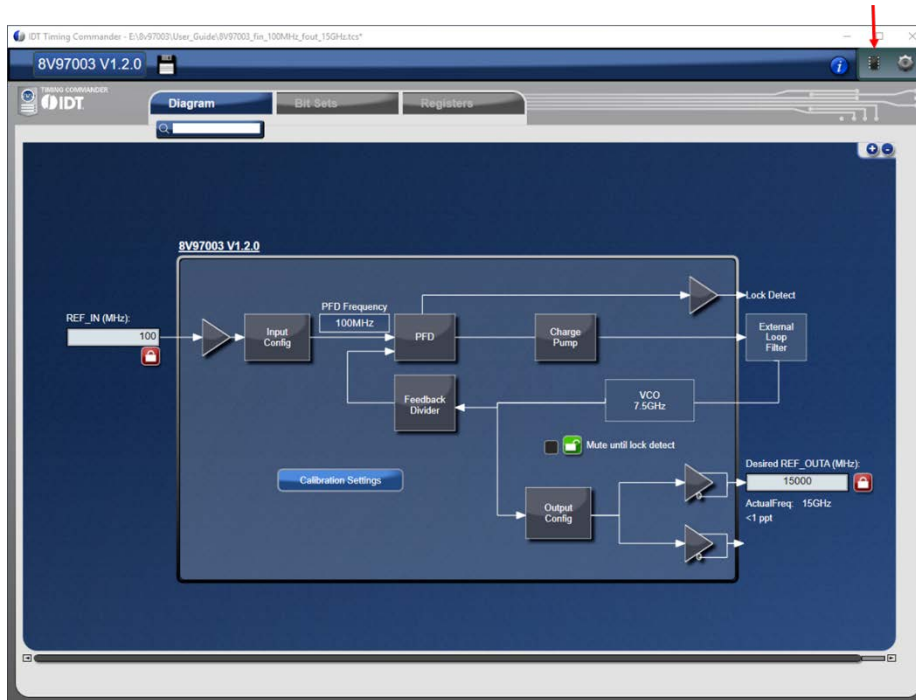 IDT Timing Commander - E:\8v97003\User_Guide\8V97003_fin_100MHz_fout_15GHz.tcs*
8V97003 V1.2.0
TIMING COMMANDER
IDT.
Diagram
Bit Sets
Registers
8V97003 V1.2.0
Lock Detect
REF_IN (MHz):
100
PFD Frequency
100MHz
Input
Config
PFD
Charge
Pump
External
Loop
Filter
Feedback
Divider
VCO
7.5GHz
Mute until lock detect
Calibration Settings
Desired REF_OUTA (MHz):
15000
Output
Config
ActualFreq: 15GHz
<1 ppt